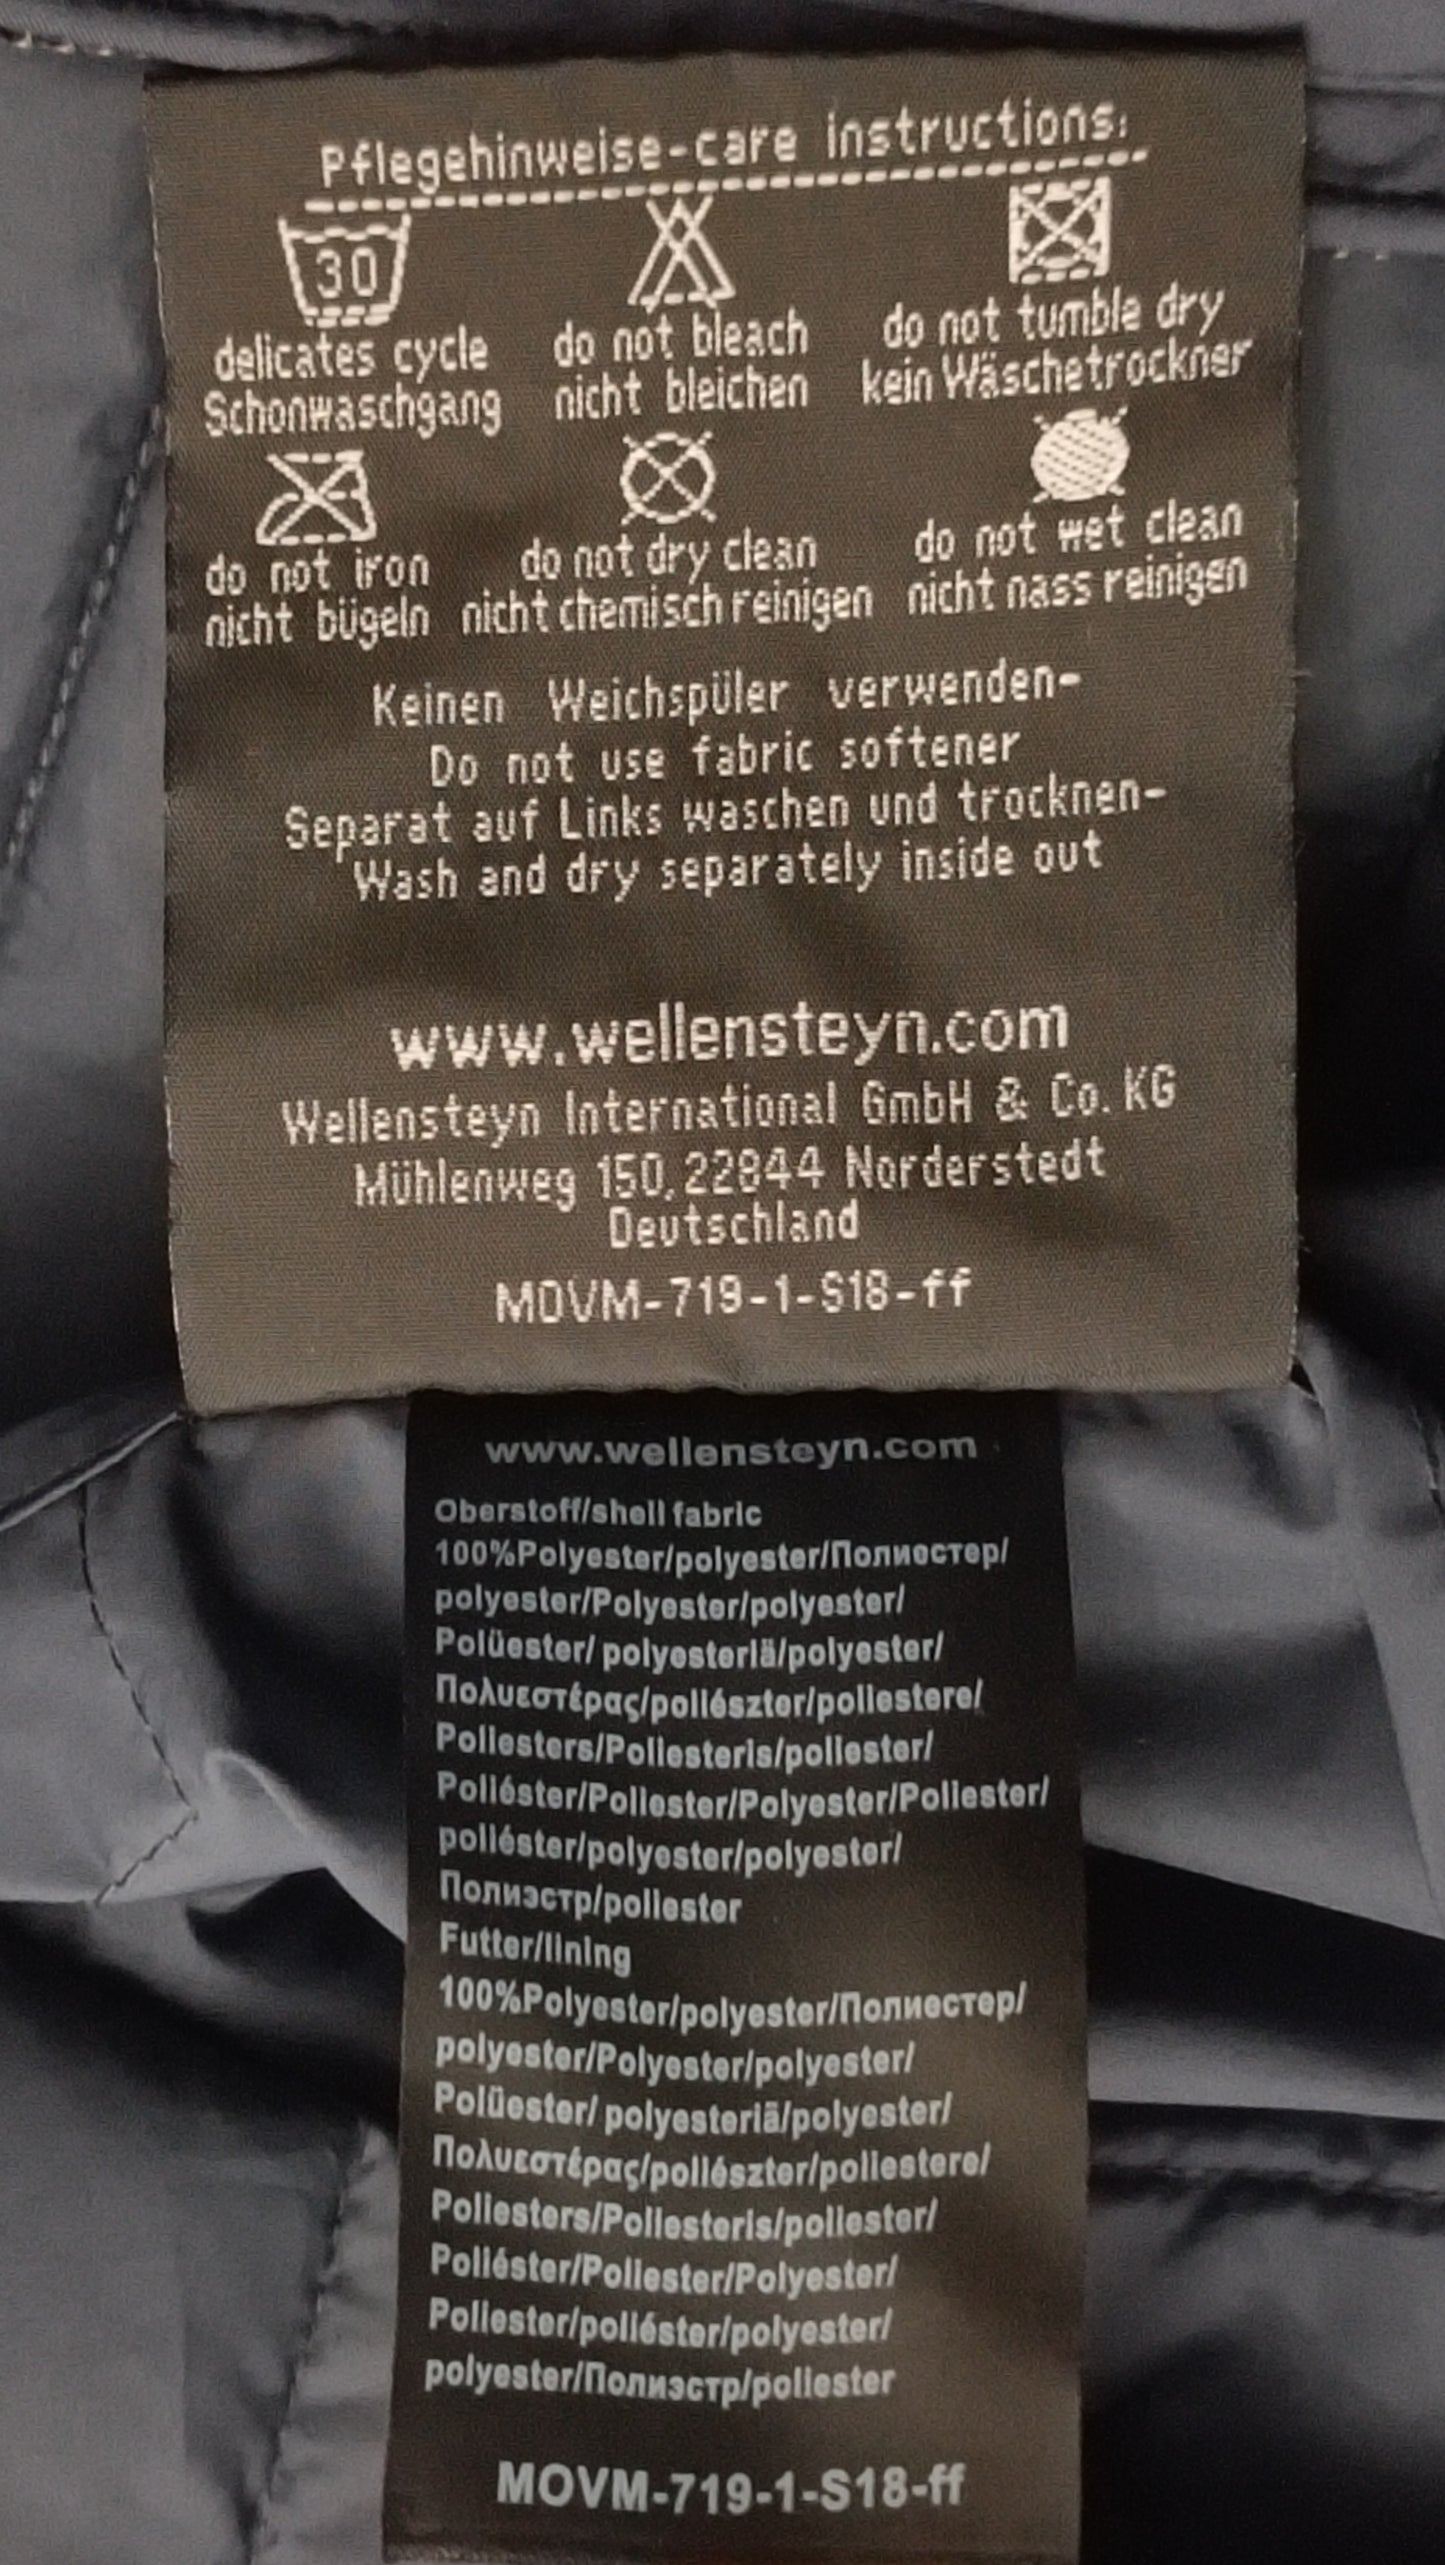 Pflegehinweise-care instructions:
30
delicates cycle
Schonwaschgang
do not bleach
nicht bleichen
do not tumble dry
kein Wäschetrockner
do not iron
nicht bügeln
do not dry clean
nicht chemisch reinigen
do not wet clean
nicht nass reinigen
Keinen Weichspüler verwenden-
Do not use fabric softener
Separat auf Links waschen und trocknen-
Wash and dry separately inside out
www.wellensteyn.com
Wellensteyn International GmbH & Co. KG
Mühlenweg 150, 22844 Norderstedt
Deutschland
MOVM-719-1-S18-ff
www.wellensteyn.com
Oberstoff/shell fabric
100%Polyester/polyester/Полиестер/
polyester/Polyester/polyester/
Polüester/ polyesteriä/polyester/
Πολυεστέρας/poliészter/poliestere/
Poliesters/Poliesteris/poliester/
Poliéster/Poliester/Polyester/Poliester/
poliéster/polyester/polyester/
Полиэстр/poliester
Futter/lining
100%Polyester/polyester/Полиестер/
polyester/Polyester/polyester/
Polüester/ polyesteriä/polyester/
Πολυεστέρας/poliészter/poliestere/
Poliesters/Poliesteris/poliester/
Poliéster/Poliester/Polyester/
Poliester/poliéster/polyester/
polyester/Полиэстр/poliester
MOVM-719-1-S18-ff